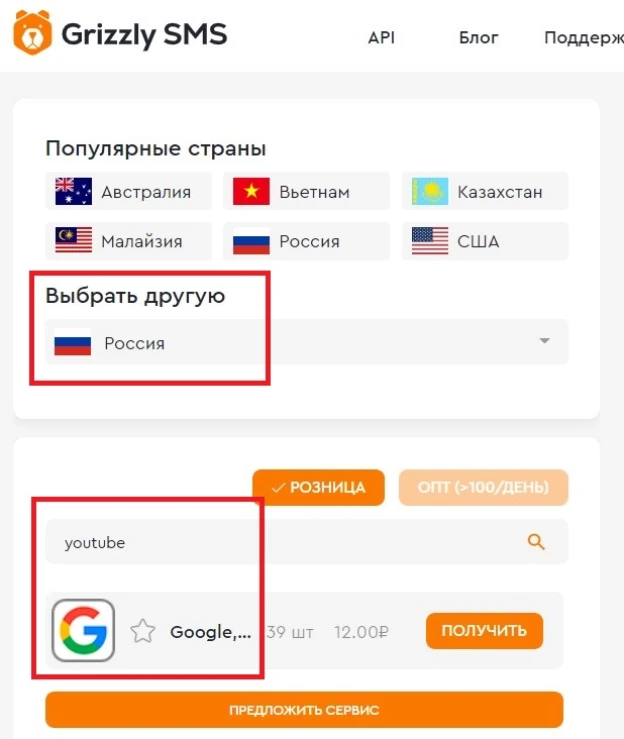 Grizzly SMS API Блог Поддерж
Популярные страны
Австралия Вьетнам Казахстан
Малайзия Россия США
Выбрать другую
Россия
РОЗНИЦА ОПТ (>100/ДЕНЬ)
youtube
Google,... 39 шт 12.00₽ ПОЛУЧИТЬ
ПРЕДЛОЖИТЬ СЕРВИС